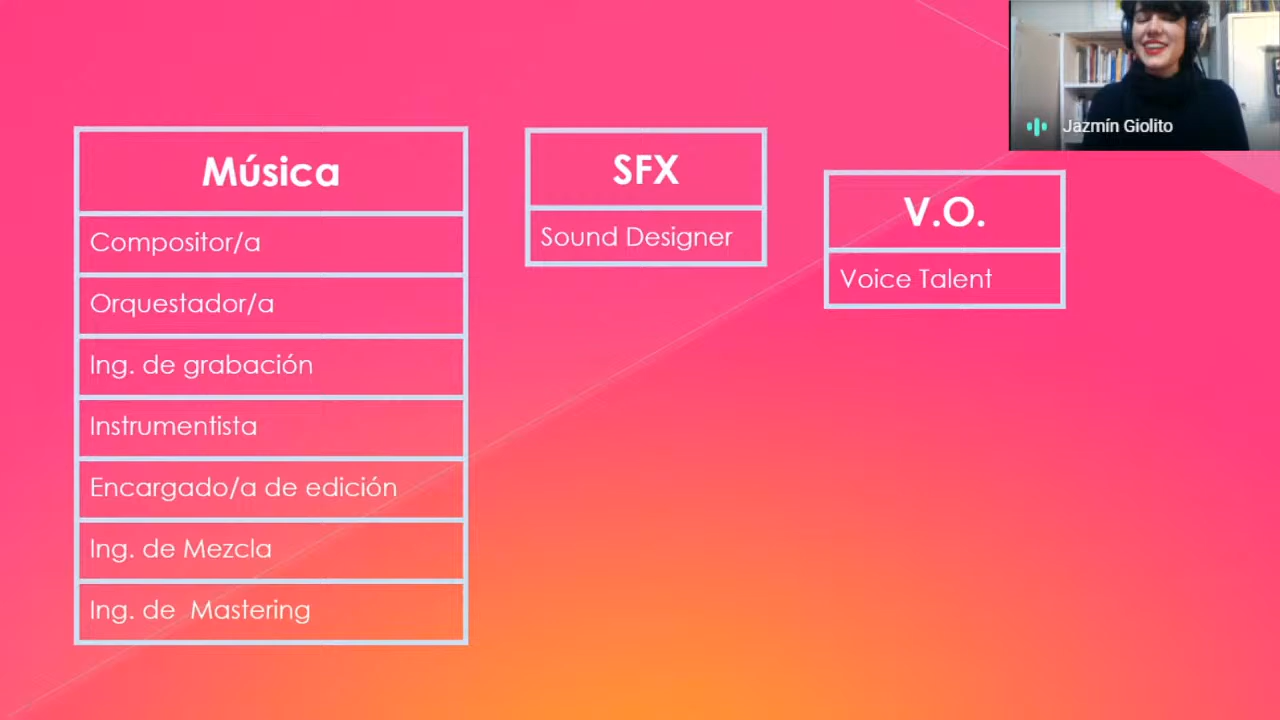 Música
Compositor/a
Orquestador/a
Ing. de grabación
Instrumentista
Encargado/a de edición
Ing. de Mezcla
Ing. de  Mastering
SFX
Sound Designer
V.O.
Voice Talent
Jazmín Giolito